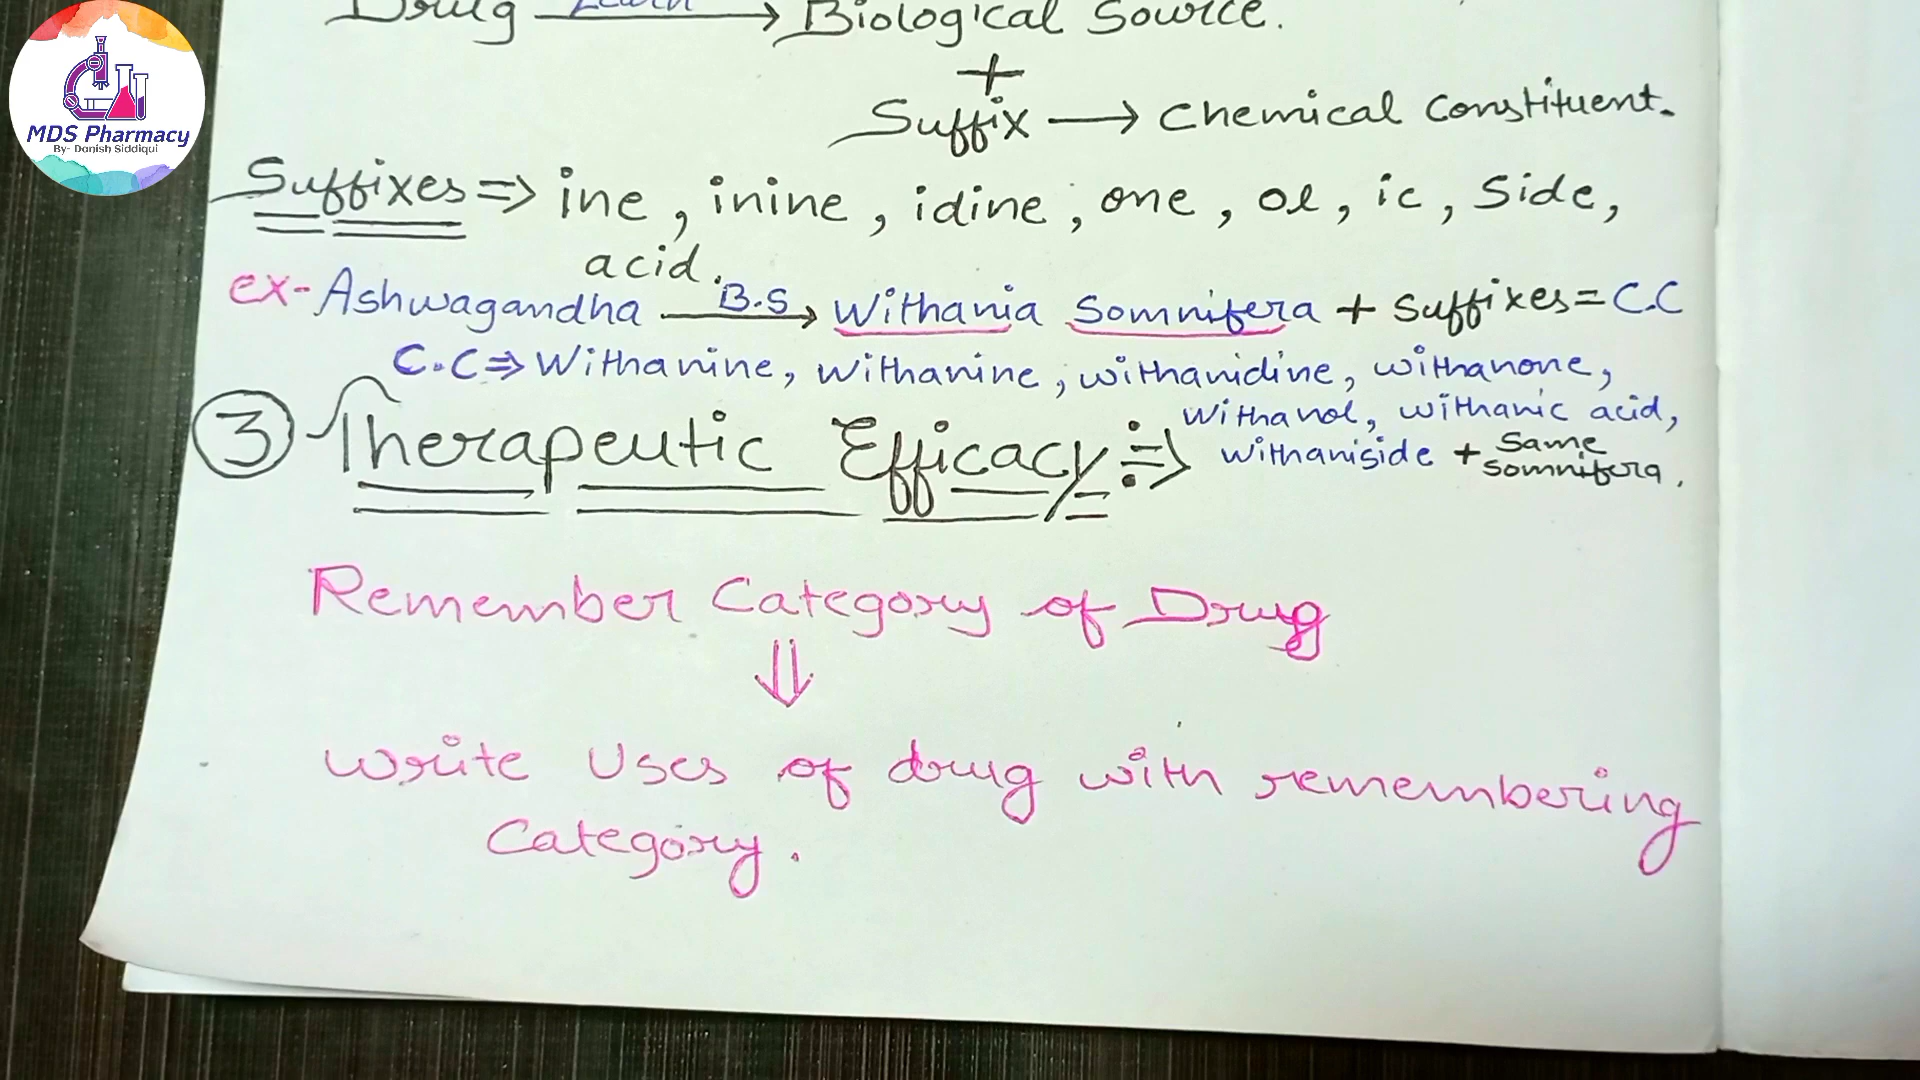 Drug Learn → Biological Source.
+
Suffix → Chemical Constituent.
MDS Pharmacy
By- Danish Siddiqui
Suffixes ⇒ ine, inine, idine, one, ol, ic, Side,
acid.
ex- Ashwagandha B.S → Withania Somnifera + Suffixes = C.C
C.C ⇒ Withanine, withanine, withanidine, withanone,
withanol, withanic acid,
withaniside + Same
somnifera.
③ Therapeutic Efficacy ÷⇒
Remember Category of Drug
⇓
write Uses of drug with remembering
Category.